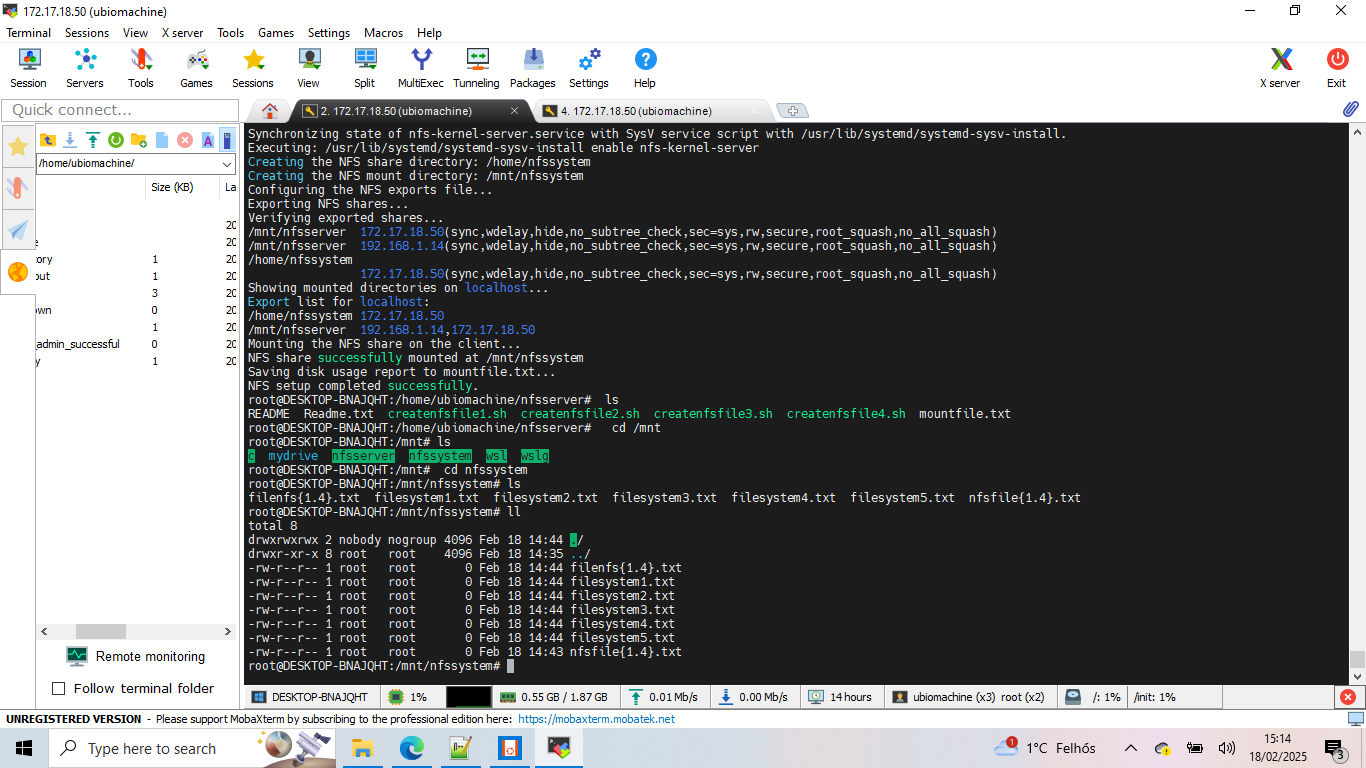 172.17.18.50 (ubiomachine)
Terminal Sessions View X server Tools Games Settings Macros Help
Session Servers Tools Games Sessions View Split MultiExec Tunneling Packages Settings Help X server Exit
Quick connect...
2. 172.17.18.50 (ubiomachine)
4. 172.17.18.50 (ubiomachine)
/home/ubiomachine/
Size (KB) La
20
e 20
tory 1 20
out 1 20
3 20
own 0 20
1 20
_admin_successful 0 20
y 1 20
Remote monitoring
Follow terminal folder
Synchronizing state of nfs-kernel-server.service with SysV service script with /usr/lib/systemd/systemd-sysv-install.
Executing: /usr/lib/systemd/systemd-sysv-install enable nfs-kernel-server
Creating the NFS share directory: /home/nfssystem
Creating the NFS mount directory: /mnt/nfssystem
Configuring the NFS exports file...
Exporting NFS shares...
Verifying exported shares...
/mnt/nfsserver  172.17.18.50(sync,wdelay,hide,no_subtree_check,sec=sys,rw,secure,root_squash,no_all_squash)
/mnt/nfsserver  192.168.1.14(sync,wdelay,hide,no_subtree_check,sec=sys,rw,secure,root_squash,no_all_squash)
/home/nfssystem
172.17.18.50(sync,wdelay,hide,no_subtree_check,sec=sys,rw,secure,root_squash,no_all_squash)
Showing mounted directories on localhost...
Export list for localhost:
/home/nfssystem 172.17.18.50
/mnt/nfsserver  192.168.1.14,172.17.18.50
Mounting the NFS share on the client...
NFS share successfully mounted at /mnt/nfssystem
Saving disk usage report to mountfile.txt...
NFS setup completed successfully.
root@DESKTOP-BNAJQHT:/home/ubiomachine/nfsserver#  ls
README  Readme.txt  createnfsfile1.sh  createnfsfile2.sh  createnfsfile3.sh  createnfsfile4.sh  mountfile.txt
root@DESKTOP-BNAJQHT:/home/ubiomachine/nfsserver#   cd /mnt
root@DESKTOP-BNAJQHT:/mnt# ls
c  mydrive  nfsserver  nfssystem  wsl  wslg
root@DESKTOP-BNAJQHT:/mnt#  cd nfssystem
root@DESKTOP-BNAJQHT:/mnt/nfssystem# ls
filenfs{1.4}.txt  filesystem1.txt  filesystem2.txt  filesystem3.txt  filesystem4.txt  filesystem5.txt  nfsfile{1.4}.txt
root@DESKTOP-BNAJQHT:/mnt/nfssystem# ll
total 8
drwxrwxrwx 2 nobody nogroup 4096 Feb 18 14:44 ./
drwxr-xr-x 8 root   root    4096 Feb 18 14:35 ../
-rw-r--r-- 1 root   root       0 Feb 18 14:44 filenfs{1.4}.txt
-rw-r--r-- 1 root   root       0 Feb 18 14:44 filesystem1.txt
-rw-r--r-- 1 root   root       0 Feb 18 14:44 filesystem2.txt
-rw-r--r-- 1 root   root       0 Feb 18 14:44 filesystem3.txt
-rw-r--r-- 1 root   root       0 Feb 18 14:44 filesystem4.txt
-rw-r--r-- 1 root   root       0 Feb 18 14:44 filesystem5.txt
-rw-r--r-- 1 root   root       0 Feb 18 14:43 nfsfile{1.4}.txt
root@DESKTOP-BNAJQHT:/mnt/nfssystem#
DESKTOP-BNAJQHT 1% 0.55 GB / 1.87 GB 0.01 Mb/s 0.00 Mb/s 14 hours ubiomachine (x3) root (x2) /: 1% /init: 1%
UNREGISTERED VERSION - Please support MobaXterm by subscribing to the professional edition here: https://mobaxterm.mobatek.net
Type here to search
1
1°C Felhős
15:14
18/02/2025
3